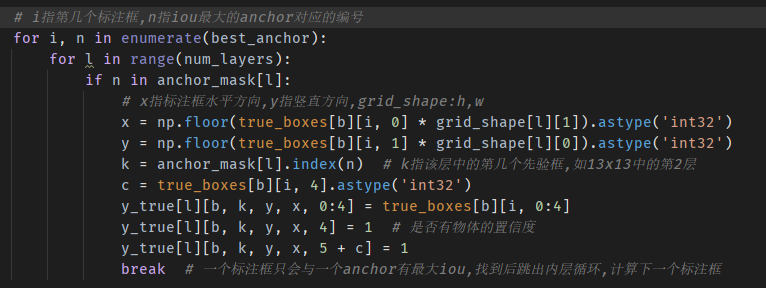 # i指第几个标注框,n指iou最大的anchor对应的编号
for i, n in enumerate(best_anchor):
    for l in range(num_layers):
        if n in anchor_mask[l]:
            # x指标注框水平方向,y指竖直方向,grid_shape:h,w
            x = np.floor(true_boxes[b][i, 0] * grid_shape[l][1]).astype('int32')
            y = np.floor(true_boxes[b][i, 1] * grid_shape[l][0]).astype('int32')
            k = anchor_mask[l].index(n)  # k指该层中的第几个先验框,如13x13中的第2层
            c = true_boxes[b][i, 4].astype('int32')
            y_true[l][b, k, y, x, 0:4] = true_boxes[b][i, 0:4]
            y_true[l][b, k, y, x, 4] = 1  # 是否有物体的置信度
            y_true[l][b, k, y, x, 5 + c] = 1
            break  # 一个标注框只会与一个anchor有最大iou,找到后跳出内层循环,计算下一个标注框